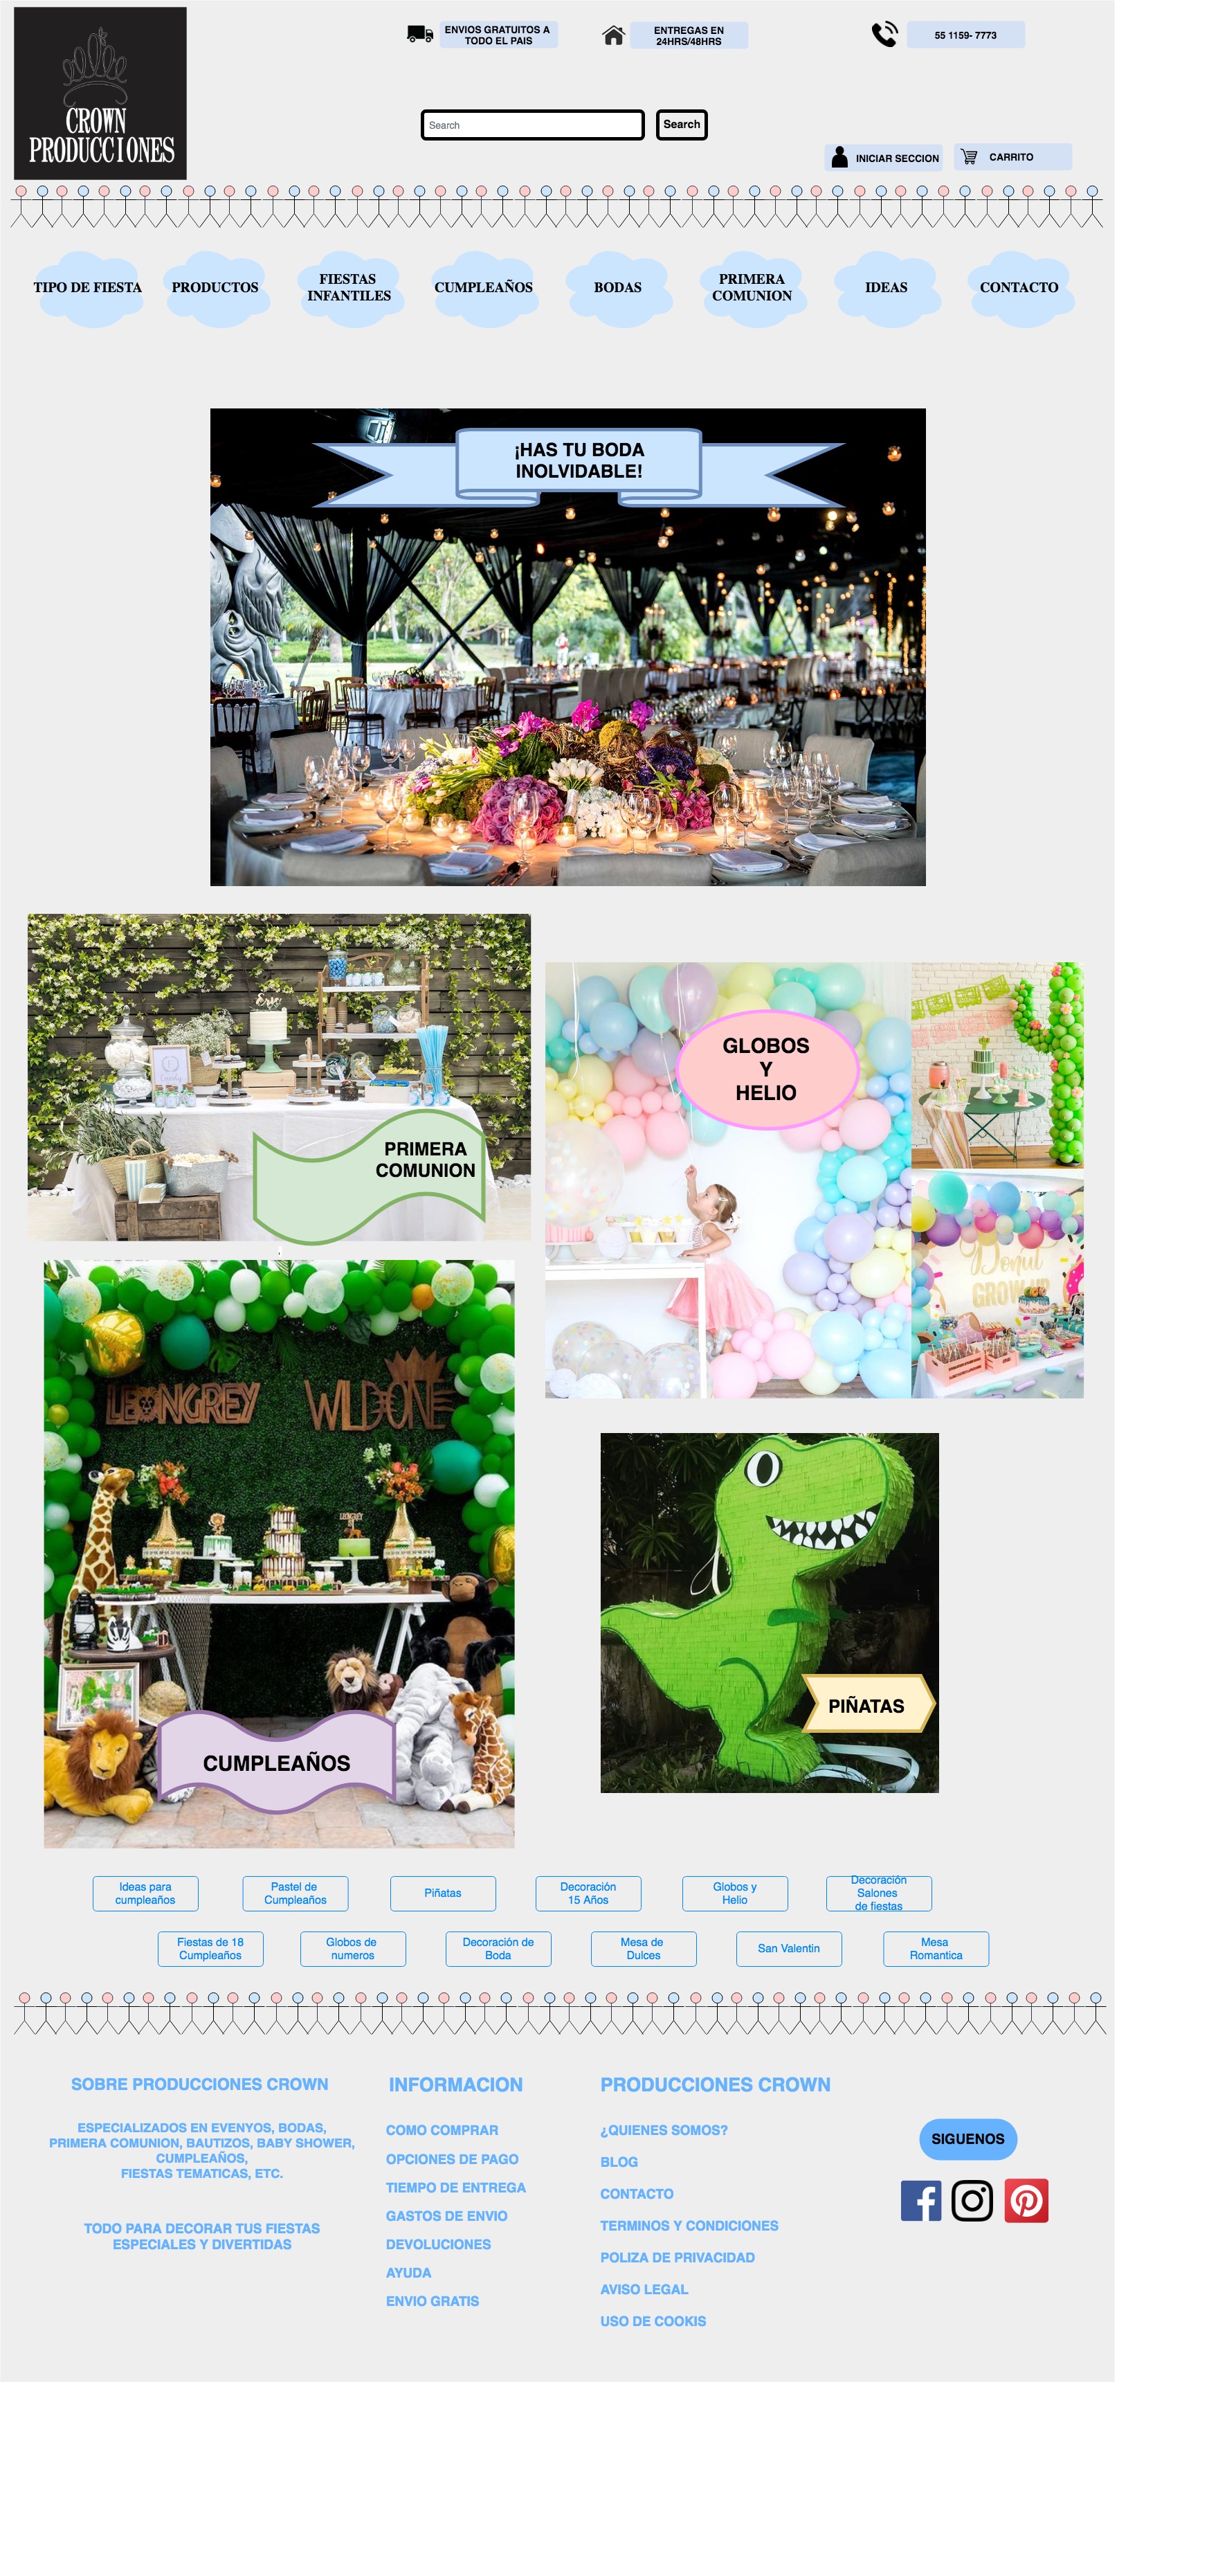 CROWN
PRODUCCIONES
ENVIOS GRATUITOS A
TODO EL PAIS
ENTREGAS EN
24HRS/48HRS
55 1159- 7773
Search
Search
INICIAR SECCION
CARRITO
TIPO DE FIESTA
PRODUCTOS
FIESTAS
INFANTILES
CUMPLEAÑOS
BODAS
PRIMERA
COMUNION
IDEAS
CONTACTO
¡HAS TU BODA
INOLVIDABLE!
PRIMERA
COMUNION
GLOBOS
Y
HELIO
Donut
GROW UP
LEONGREY
WILD ONE
LEONGREY
CUMPLEAÑOS
PIÑATAS
Ideas para
cumpleaños
Pastel de
Cumpleaños
Piñatas
Decoración
15 Años
Globos y
Helio
Decoración
Salones
de fiestas
Fiestas de 18
Cumpleaños
Globos de
numeros
Decoración de
Boda
Mesa de
Dulces
San Valentin
Mesa
Romantica
SOBRE PRODUCCIONES CROWN
ESPECIALIZADOS EN EVENYOS, BODAS,
PRIMERA COMUNION, BAUTIZOS, BABY SHOWER,
CUMPLEAÑOS,
FIESTAS TEMATICAS, ETC.
TODO PARA DECORAR TUS FIESTAS
ESPECIALES Y DIVERTIDAS
INFORMACION
COMO COMPRAR
OPCIONES DE PAGO
TIEMPO DE ENTREGA
GASTOS DE ENVIO
DEVOLUCIONES
AYUDA
ENVIO GRATIS
PRODUCCIONES CROWN
¿QUIENES SOMOS?
BLOG
CONTACTO
TERMINOS Y CONDICIONES
POLIZA DE PRIVACIDAD
AVISO LEGAL
USO DE COOKIS
SIGUENOS